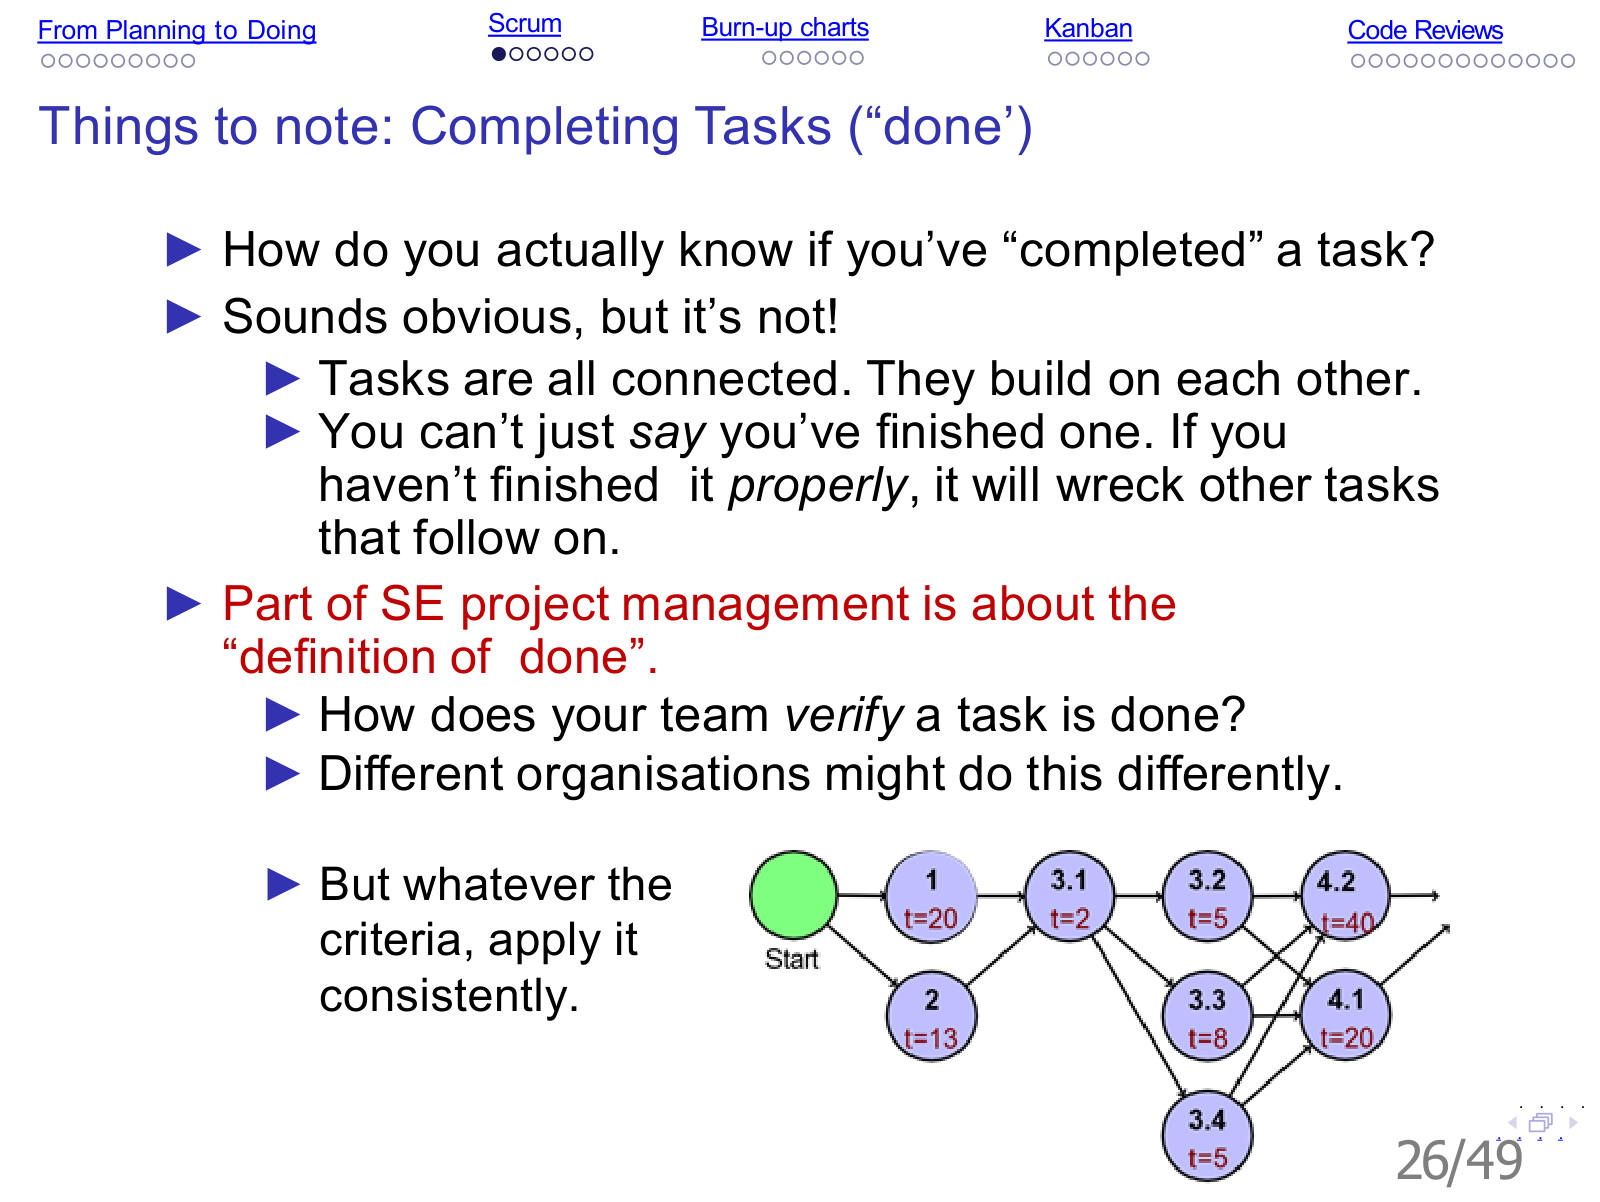 From Planning to Doing
Scrum
Burn-up charts
Kanban
Code Reviews
Things to note: Completing Tasks (“done’)
How do you actually know if you’ve “completed” a task?
Sounds obvious, but it’s not!
Tasks are all connected. They build on each other.
You can’t just say you’ve finished one. If you
haven’t finished  it properly, it will wreck other tasks
that follow on.
Part of SE project management is about the
“definition of  done”.
How does your team verify a task is done?
Different organisations might do this differently.
But whatever the
criteria, apply it
consistently.
Start
1
t=20
2
t=13
3.1
t=2
3.2
t=5
3.3
t=8
3.4
t=5
4.2
t=40
4.1
t=20
26/49